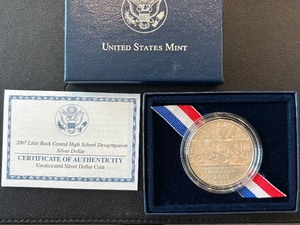 UNITED STATES MINT
2007 Little Rock Central High School Desegregation
Silver Dollar
CERTIFICATE OF AUTHENTICITY
Uncirculated Silver Dollar Coin